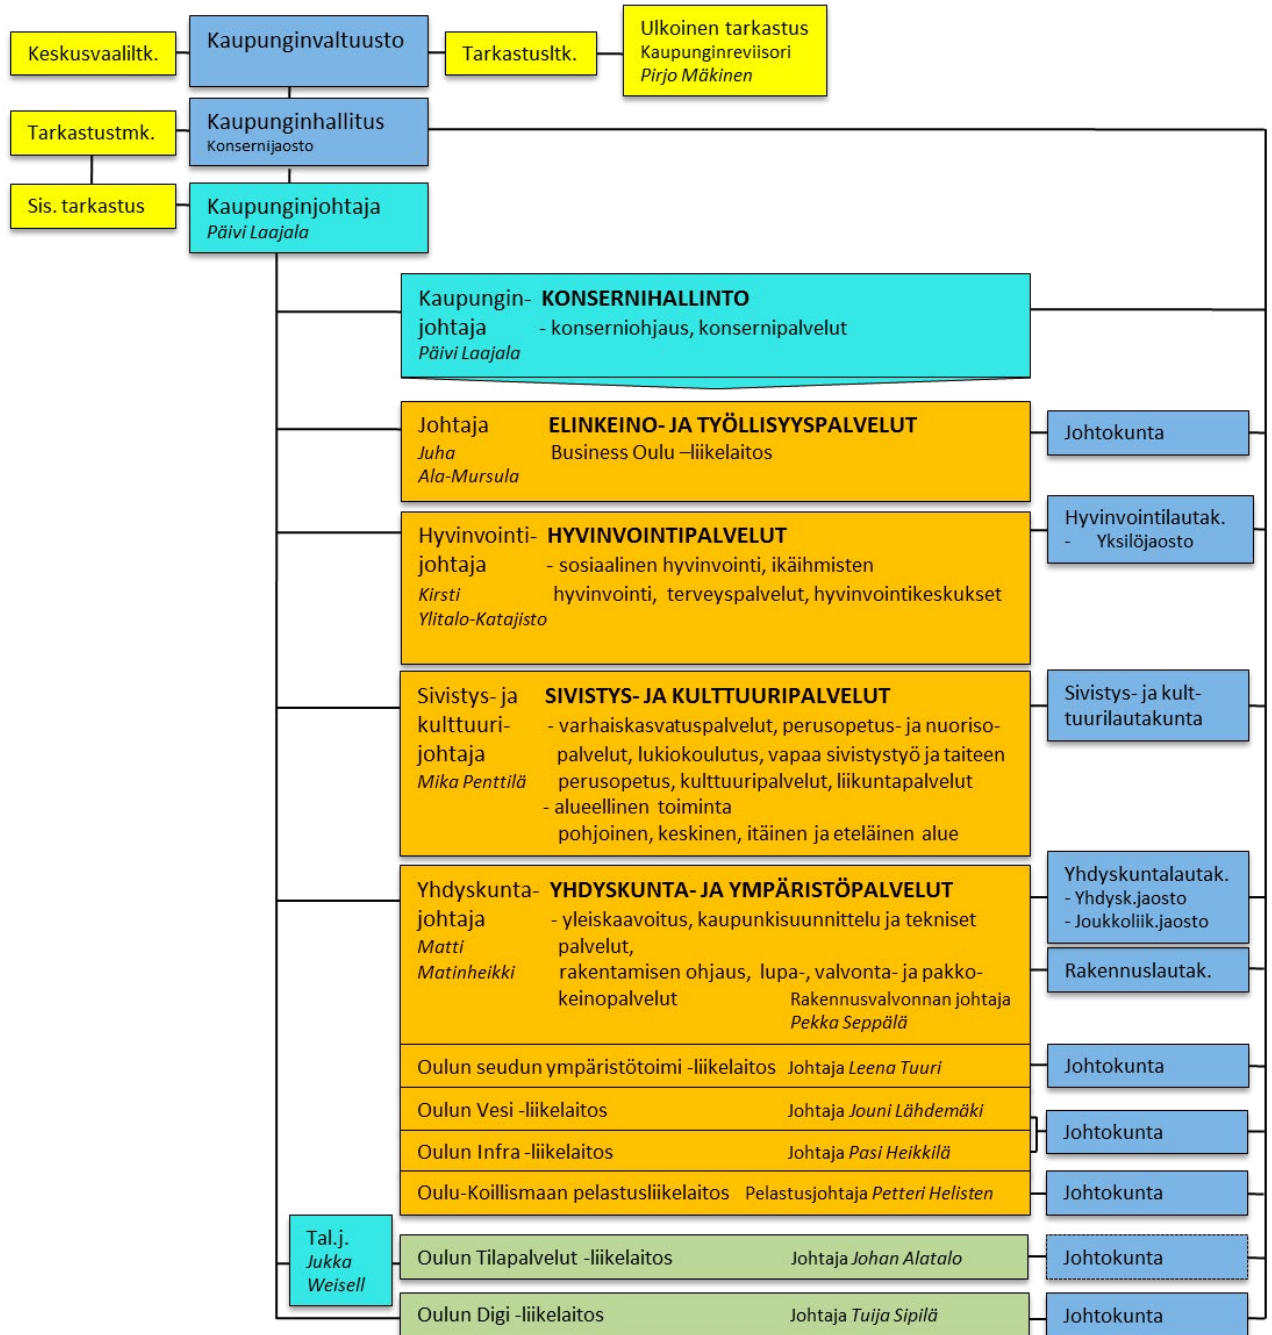 Keskusvaaliltk.
Kaupunginvaltuusto
Tarkastusltk.
Ulkoinen tarkastus
Kaupunginreviisori
Pirjo Mäkinen
Tarkastustmk.
Kaupunginhallitus
Konsernijaosto
Sis. tarkastus
Kaupunginjohtaja
Päivi Laajala
Kaupungin- KONSERNIHALLINTO
johtaja - konserniohjaus, konsernipalvelut
Päivi Laajala
Johtaja ELINKEINO- JA TYÖLLISYYSPALVELUT
Juha Business Oulu –liikelaitos
Ala-Mursula
Johtokunta
Hyvinvointi- HYVINVOINTIPALVELUT
johtaja - sosiaalinen hyvinvointi, ikäihmisten
Kirsti hyvinvointi, terveyspalvelut, hyvinvointikeskukset
Ylitalo-Katajisto
Hyvinvointilautak.
- Yksilöjaosto
Sivistys- ja SIVISTYS- JA KULTTUURIPALVELUT
kulttuuri- - varhaiskasvatuspalvelut, perusopetus- ja nuoriso-
johtaja palvelut, lukiokoulutus, vapaa sivistystyö ja taiteen
Mika Penttilä perusopetus, kulttuuripalvelut, liikuntapalvelut
- alueellinen toiminta
pohjoinen, keskinen, itäinen ja eteläinen alue
Sivistys- ja kult-
tuurilautakunta
Yhdyskunta- YHDYSKUNTA- JA YMPÄRISTÖPALVELUT
johtaja - yleiskaavoitus, kaupunkisuunnittelu ja tekniset
Matti palvelut,
Matinheikki rakentamisen ohjaus, lupa-, valvonta- ja pakko-
keinopalvelut Rakennusvalvonnan johtaja
Pekka Seppälä
Yhdyskuntalautak.
- Yhdysk.jaosto
- Joukkoliik.jaosto
Rakennuslautak.
Oulun seudun ympäristötoimi -liikelaitos Johtaja Leena Tuuri
Johtokunta
Oulun Vesi -liikelaitos Johtaja Jouni Lähdemäki
Oulun Infra -liikelaitos Johtaja Pasi Heikkilä
Johtokunta
Oulu-Koillismaan pelastusliikelaitos Pelastusjohtaja Petteri Helisten
Johtokunta
Tal.j.
Jukka
Weisell
Oulun Tilapalvelut -liikelaitos Johtaja Johan Alatalo
Johtokunta
Oulun Digi -liikelaitos Johtaja Tuija Sipilä
Johtokunta